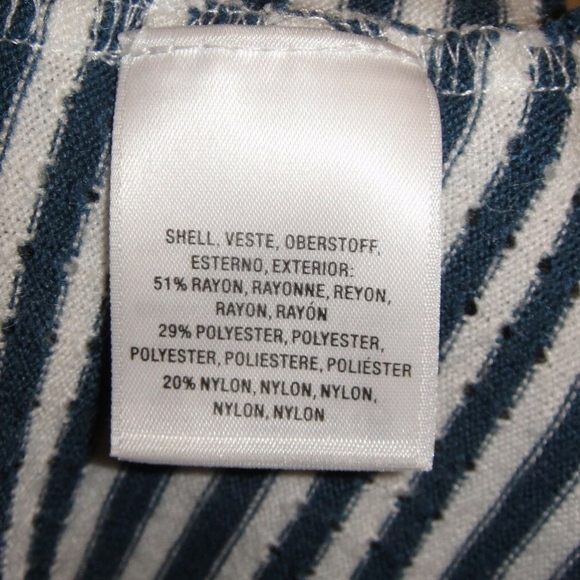 SHELL, VESTE, OBERSTOFF,
ESTERNO, EXTERIOR:
51% RAYON, RAYONNE, REYON,
RAYON, RAYÓN
29% POLYESTER, POLYESTER,
POLYESTER, POLIESTERE, POLIÉSTER
20% NYLON, NYLON, NYLON,
NYLON, NYLON